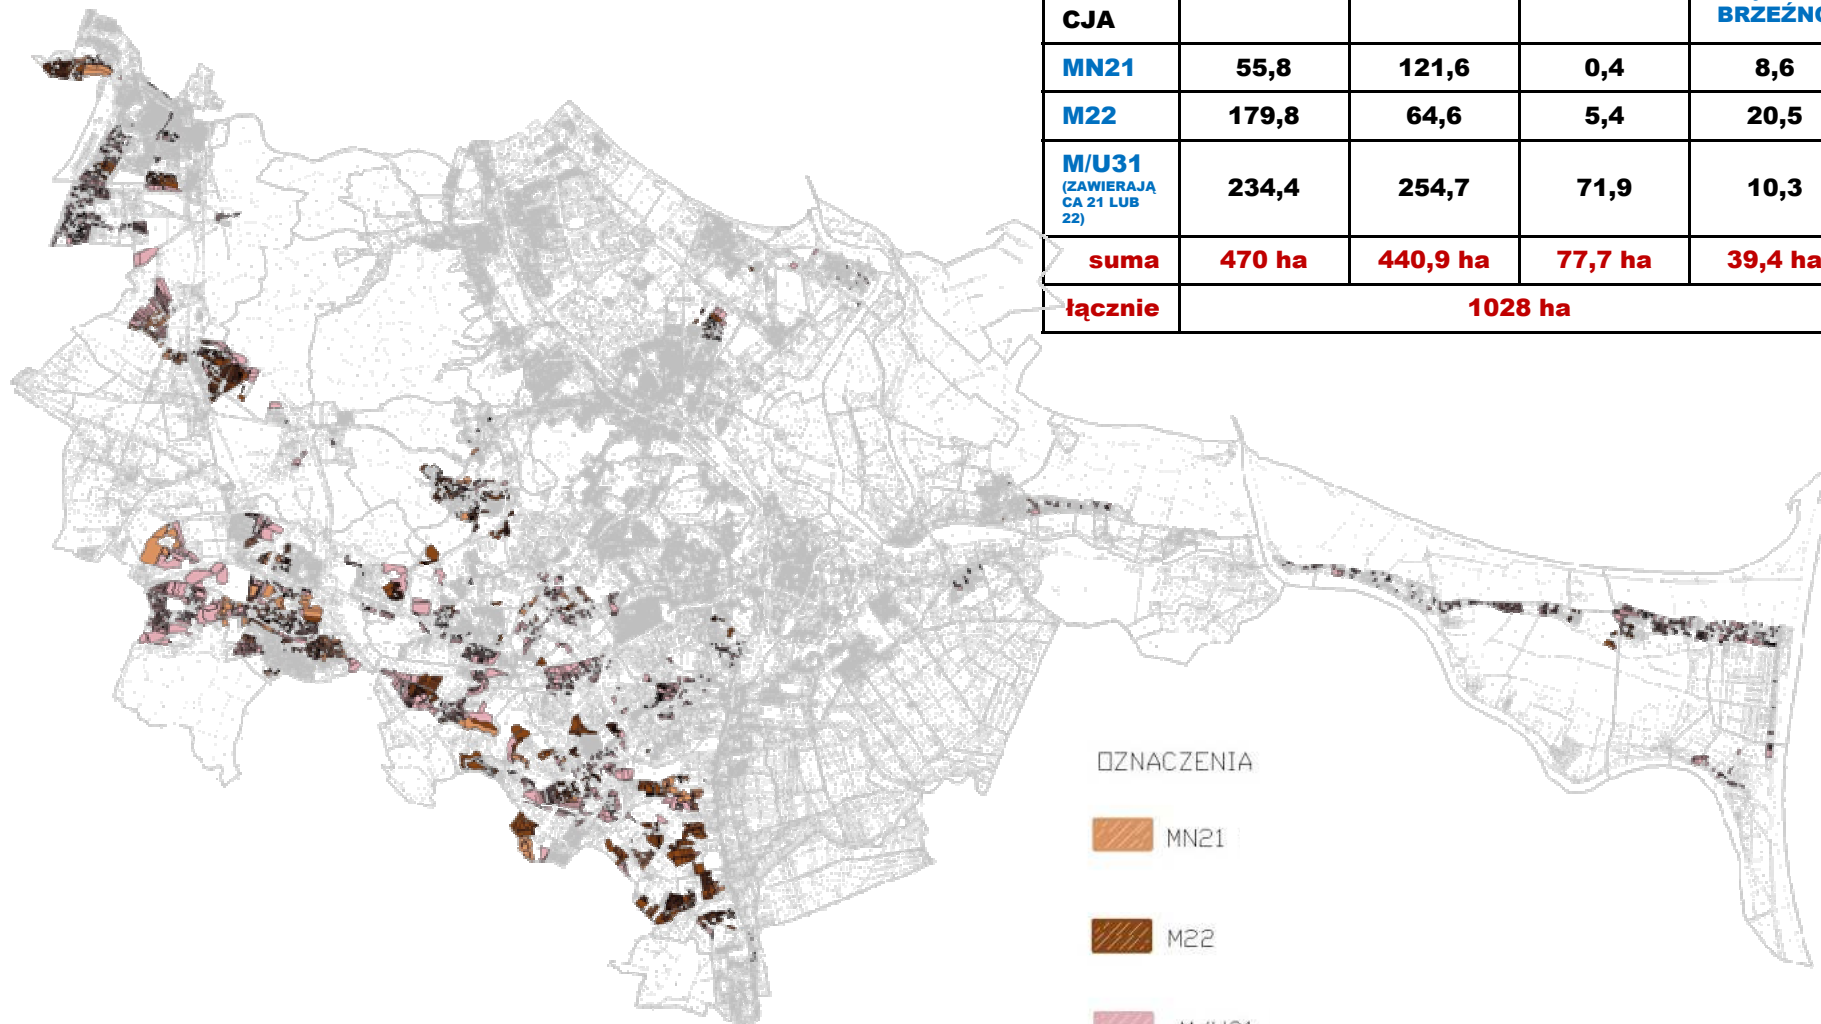 BRZEŹNO
CJA
MN21 55,8 121,6 0,4 8,6
M22 179,8 64,6 5,4 20,5
M/U31
(ZAWIERAJĄ
CA 21 LUB
22)
234,4 254,7 71,9 10,3
suma 470 ha 440,9 ha 77,7 ha 39,4 ha
łącznie 1028 ha
OZNACZENIA
MN21
M22
M/U31